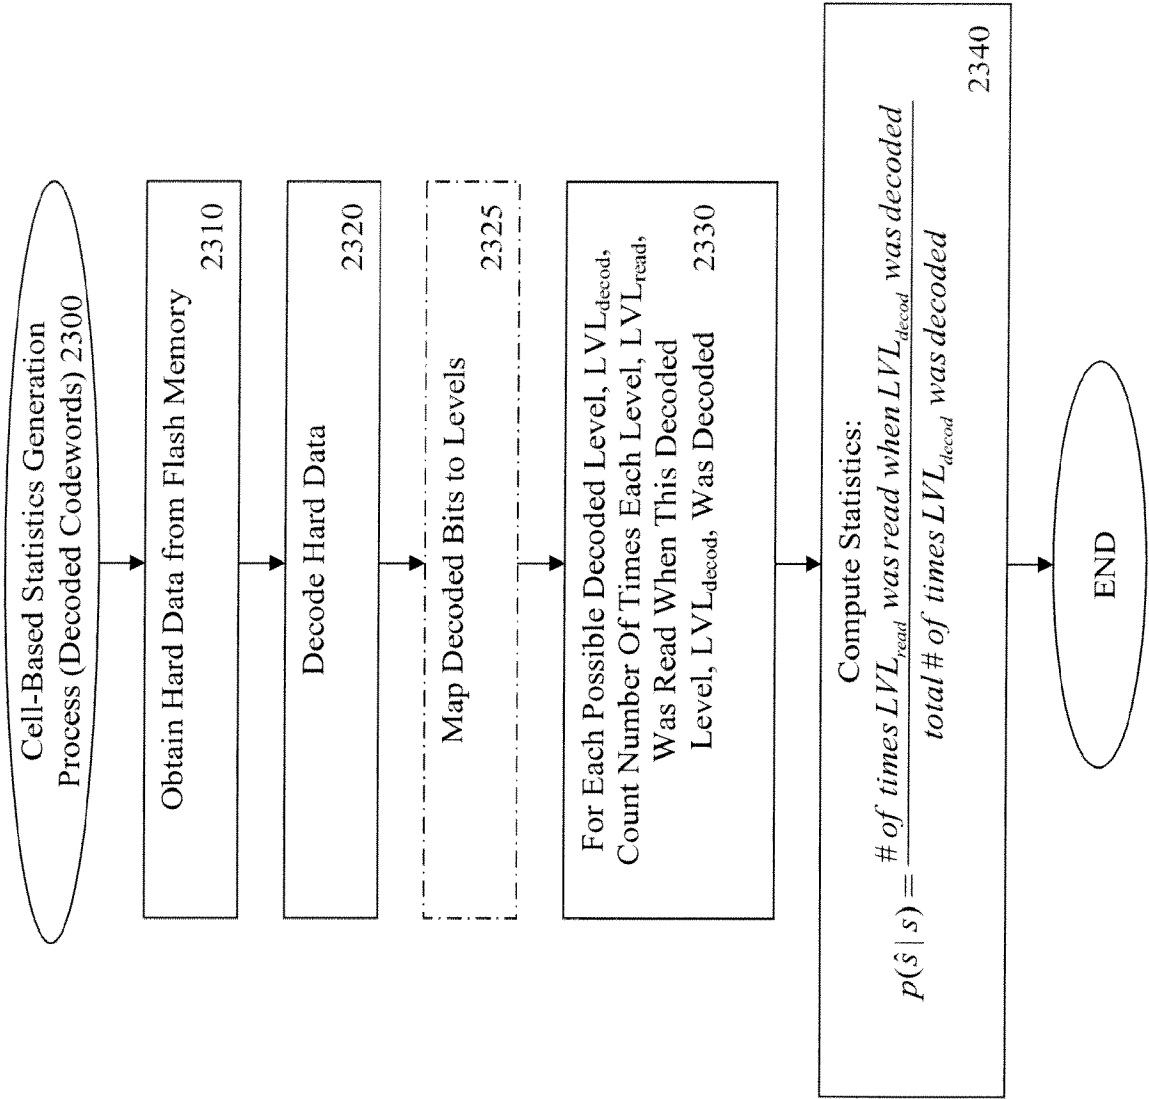 Cell-Based Statistics Generation
Process (Decoded Codewords) 2300
Obtain Hard Data from Flash Memory
2310
Decode Hard Data
2320
Map Decoded Bits to Levels
2325
For Each Possible Decoded Level, LVL_decod,
Count Number Of Times Each Level, LVL_read,
Was Read When This Decoded
Level, LVL_decod, Was Decoded
2330
Compute Statistics:
p(ŝ | s) = # of times LVL_read was read when LVL_decod was decoded
total # of times LVL_decod was decoded
2340
END